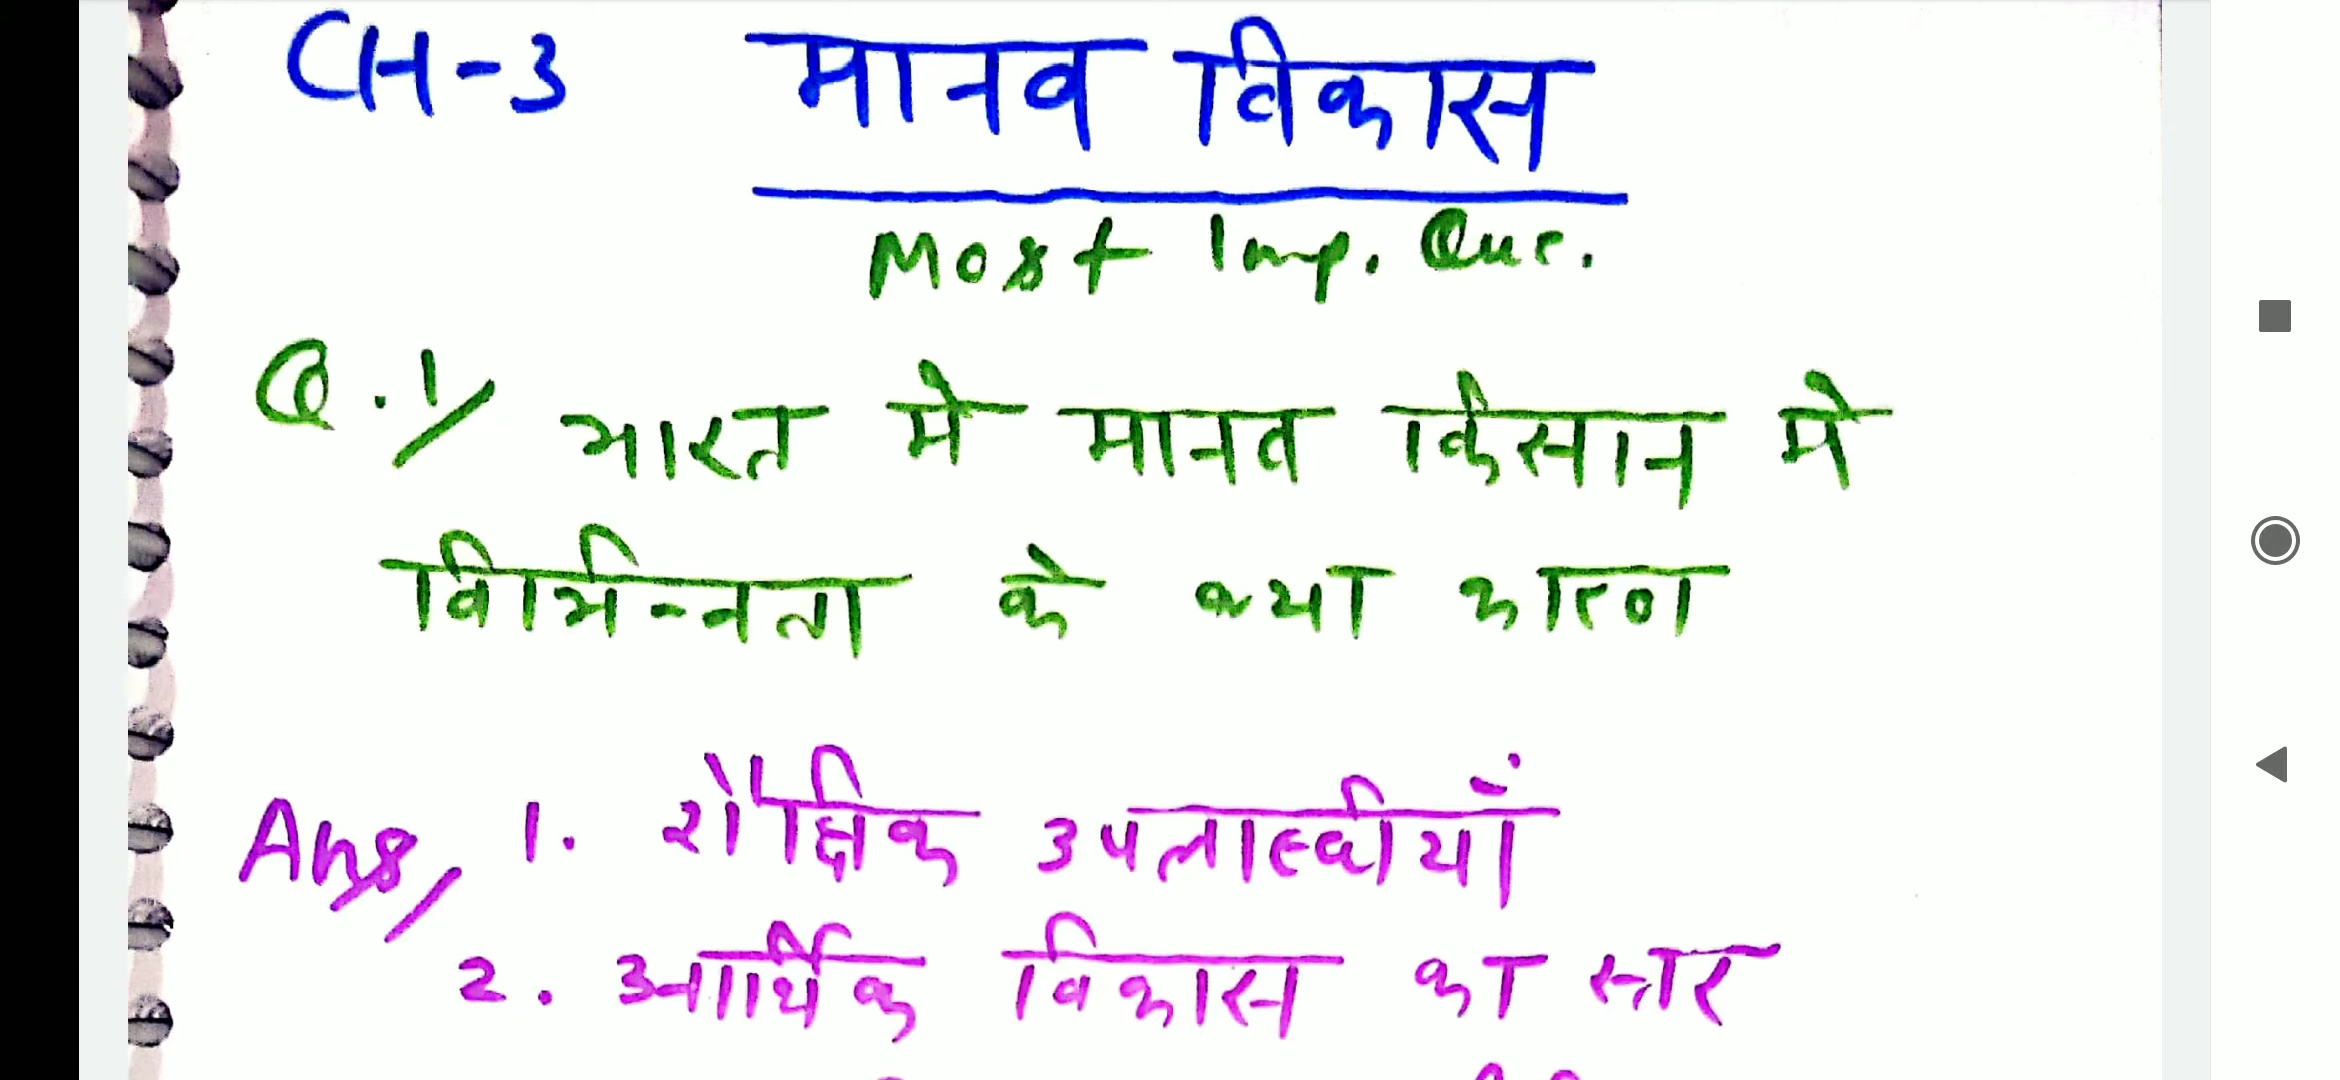 CH-3 मानव विकास
Most Imp. Que.
Q.1/ भारत मे मानव किसान मे
विभिन्नता के क्या कारण
Ans/ 1. शैक्षिक उपलब्धीयाँ
2. आर्थिक विकास का स्तर